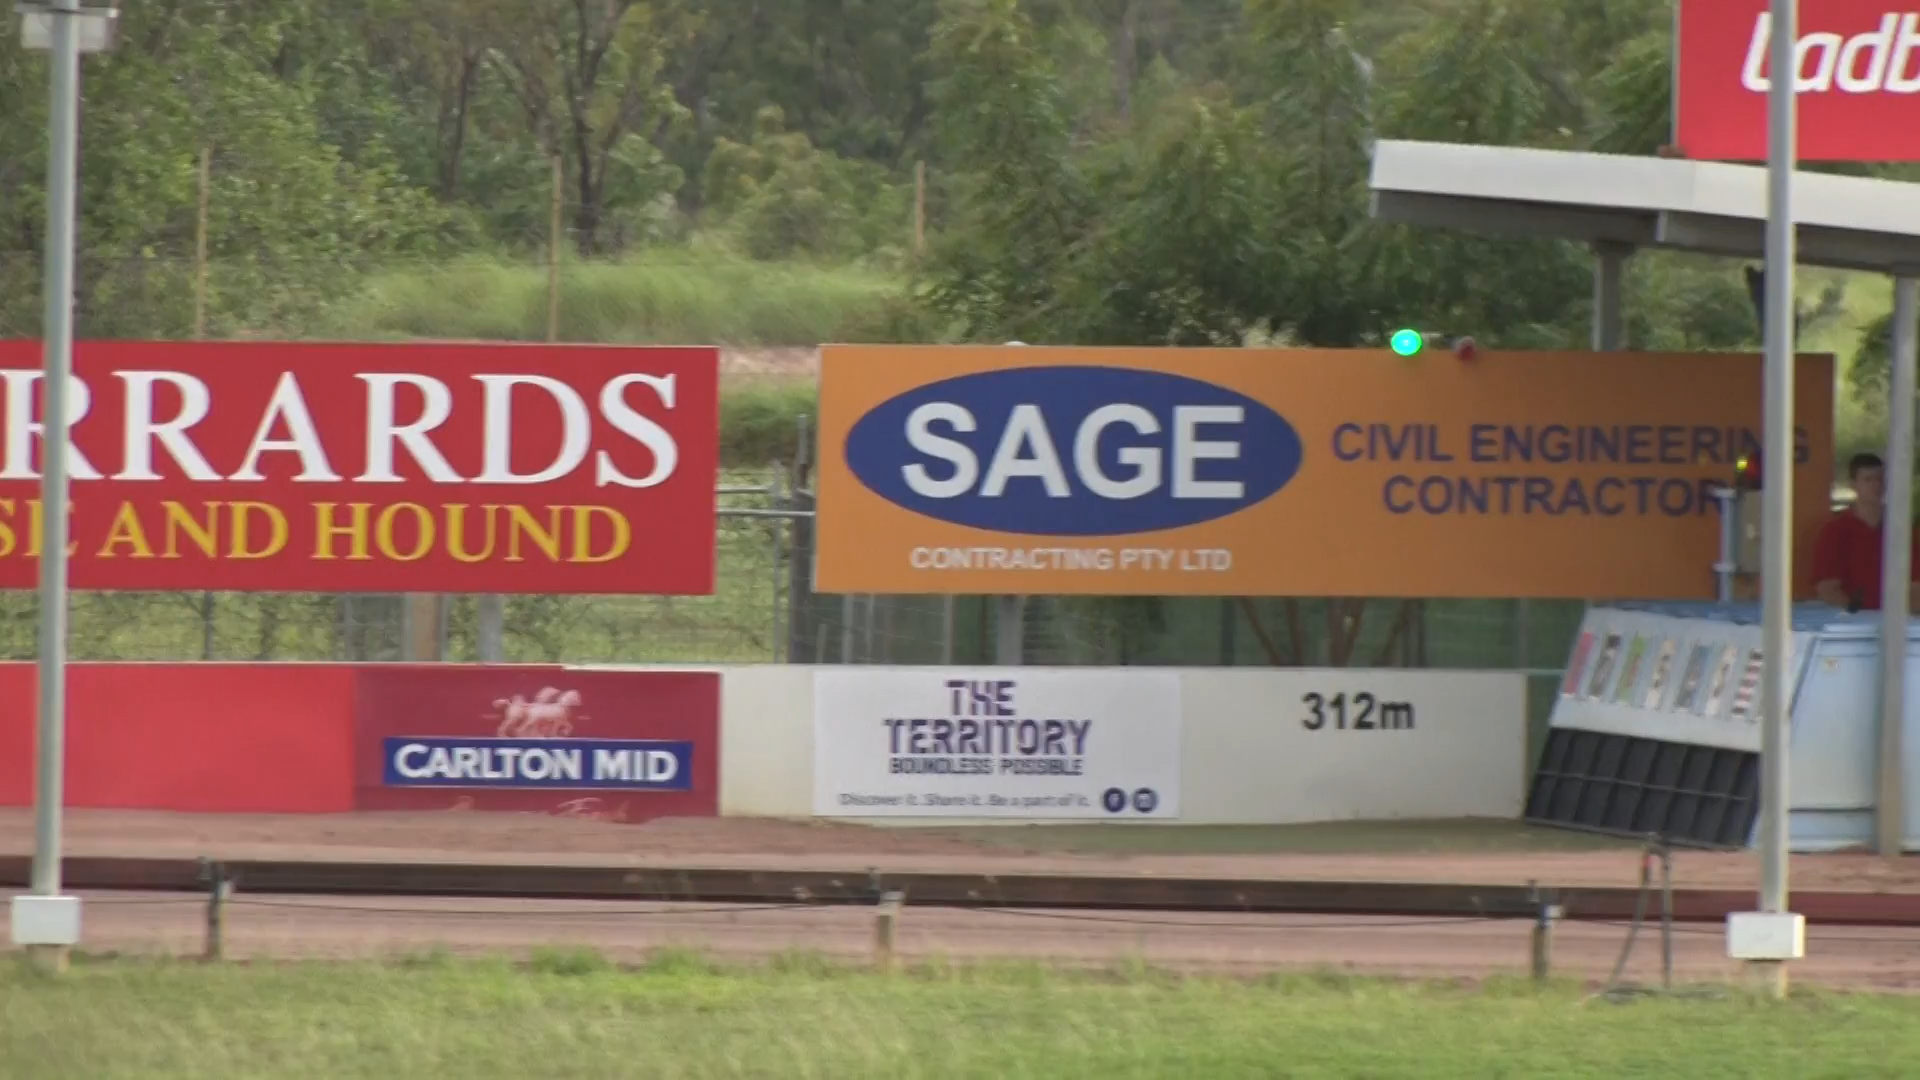 Ladb
RRARDS
SE AND HOUND
SAGE
CONTRACTING PTY LTD
CIVIL ENGINEERING
CONTRACTOR
CARLTON MID
THE
TERRITORY
BOUNDLESS POSSIBLE
Discover it. Share it. Be a part of it.
312m